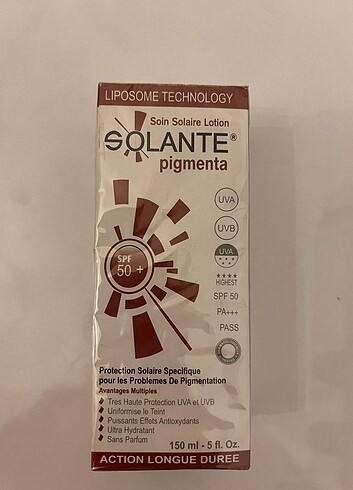 LIPOSOME TECHNOLOGY
Soin Solaire Lotion
SOLANTE®
pigmenta
UVA
UVB
UVA
SPF
50 +
★★★★
HIGHEST
SPF 50
PA+++
PASS
Protection Solaire Specifique
pour les Problemes De Pigmentation
Avantages Multiples
Tres Haute Protection UVA et UVB
Uniformise le Teint
Puissants Effets Antioxydants
Ultra Hydratant
Sans Parfum
150 ml - 5 fl. Oz.
ACTION LONGUE DUREE